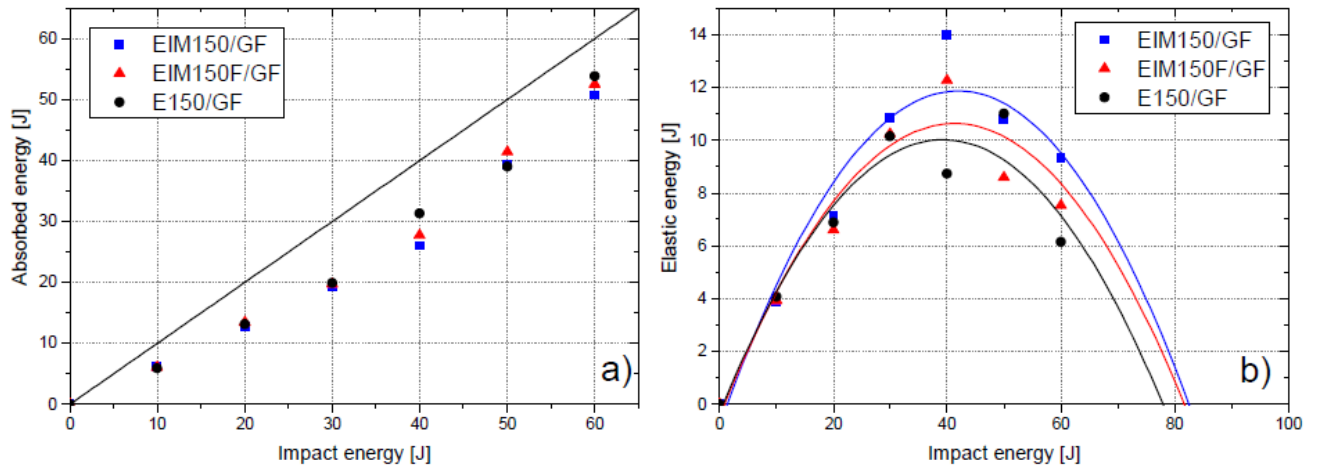 EIM150/GF
EIM150F/GF
E150/GF
Absorbed energy [J]
60
50
40
30
20
10
0
0 10 20 30 40 50 60
Impact energy [J]
a)
EIM150/GF
EIM150F/GF
E150/GF
Elastic energy [J]
14
12
10
8
6
4
2
0
0 20 40 60 80 100
Impact energy [J]
b)